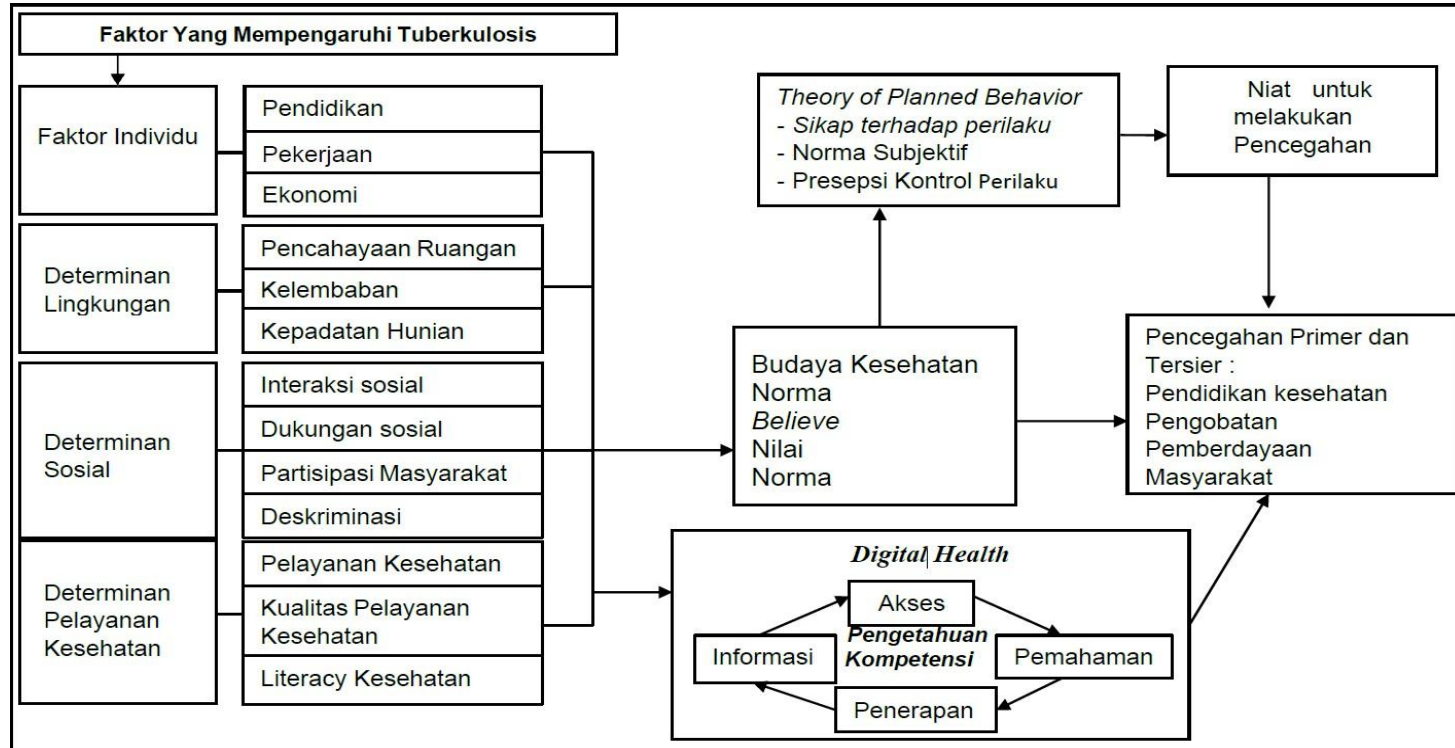 Faktor Yang Mempengaruhi Tuberkulosis
Faktor Individu
Pendidikan
Pekerjaan
Ekonomi
Determinan
Lingkungan
Pencahayaan Ruangan
Kelembaban
Kepadatan Hunian
Determinan
Sosial
Interaksi sosial
Dukungan sosial
Partisipasi Masyarakat
Deskriminasi
Determinan
Pelayanan
Kesehatan
Pelayanan Kesehatan
Kualitas Pelayanan
Kesehatan
Literacy Kesehatan
Theory of Planned Behavior
- Sikap terhadap perilaku
- Norma Subjektif
- Presepsi Kontrol Perilaku
Niat untuk
melakukan
Pencegahan
Budaya Kesehatan
Norma
Believe
Nilai
Norma
Pencegahan Primer dan
Tersier :
Pendidikan kesehatan
Pengobatan
Pemberdayaan
Masyarakat
Digital Health
Akses
Pengetahuan
Kompetensi
Informasi
Pemahaman
Penerapan